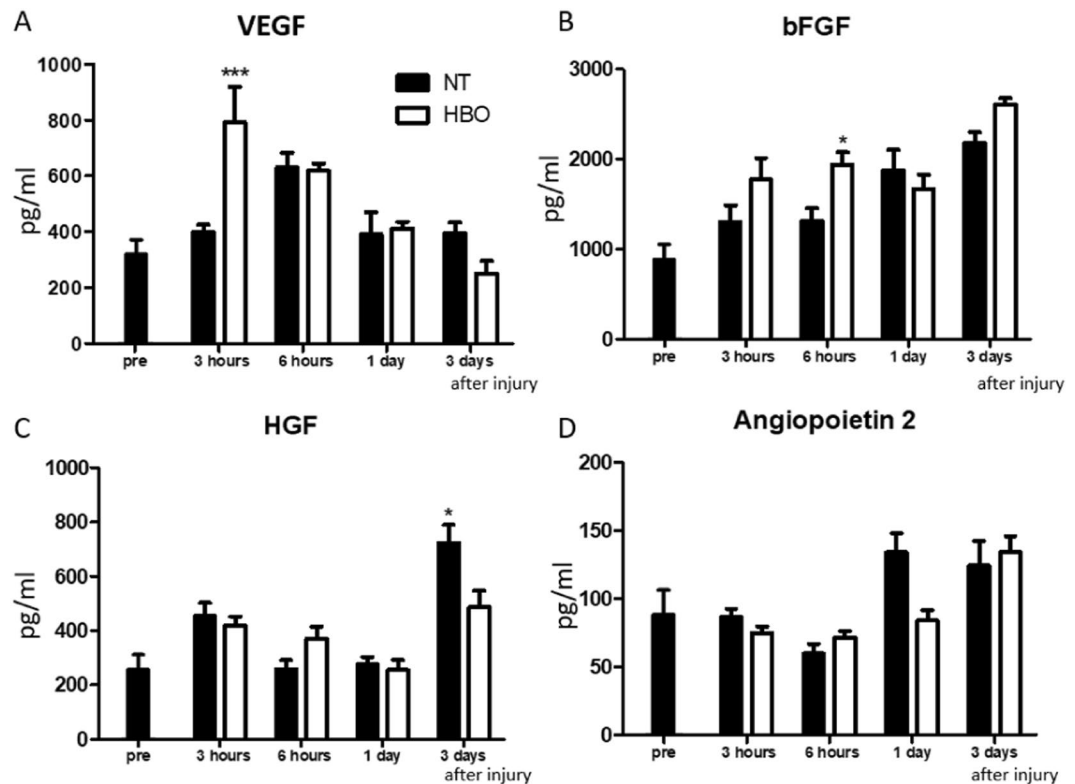 A
VEGF
1000
800
600
400
200
0
pg/ml
***
NT
HBO
pre
3 hours
6 hours
1 day
3 days
after injury
B
bFGF
3000
2000
1000
0
pg/ml
*
pre
3 hours
6 hours
1 day
3 days
after injury
C
HGF
1000
800
600
400
200
0
pg/ml
*
pre
3 hours
6 hours
1 day
3 days
after injury
D
Angiopoietin 2
200
150
100
50
0
pg/ml
pre
3 hours
6 hours
1 day
3 days
after injury